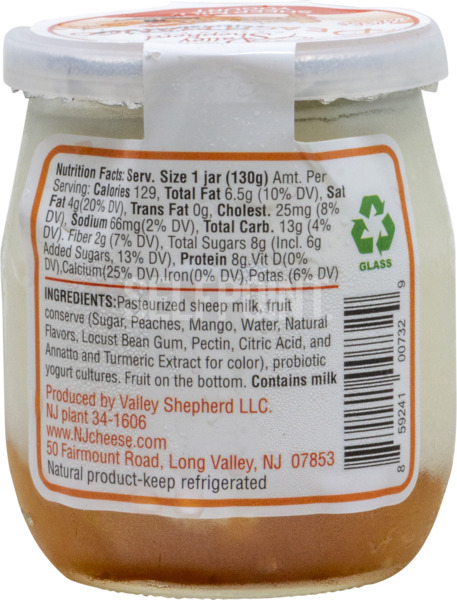 Valley
Shepherd
Nutrition Facts: Serv. Size 1 jar (130g) Amt. Per
Serving: Calories 129, Total Fat 6.5g (10% DV), Sat
Fat 4g(20% DV), Trans Fat 0g, Cholest. 25mg (8%
DV), Sodium 66mg(2% DV), Total Carb. 13g (4%
DV). Fiber 2g (7% DV), Total Sugars 8g (Incl. 6g
Added Sugars, 13% DV), Protein 8g.Vit D(0%
DV),Calcium(25% DV),Iron(0% DV),Potas.(6% DV)
GLASS
INGREDIENTS:Pasteurized sheep milk, fruit
conserve (Sugar, Peaches, Mango, Water, Natural
Flavors, Locust Bean Gum, Pectin, Citric Acid, and
Annatto and Turmeric Extract for color), probiotic
yogurt cultures. Fruit on the bottom. Contains milk
Produced by Valley Shepherd LLC.
NJ plant 34-1606
www.NJcheese.com
50 Fairmount Road, Long Valley, NJ 07853
Natural product-keep refrigerated
8 59241 00732 9